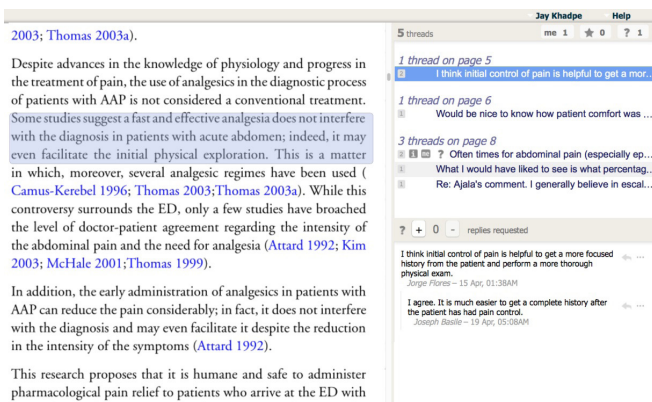 Jay Khadpe Help
2003; Thomas 2003a).
Despite advances in the knowledge of physiology and progress in
the treatment of pain, the use of analgesics in the diagnostic process
of patients with AAP is not considered a conventional treatment.
Some studies suggest a fast and effective analgesia does not interfere
with the diagnosis in patients with acute abdomen; indeed, it may
even facilitate the initial physical exploration. This is a matter
in which, moreover, several analgesic regimes have been used (
Camus-Kerebel 1996; Thomas 2003;Thomas 2003a). While this
controversy surrounds the ED, only a few studies have broached
the level of doctor-patient agreement regarding the intensity of
the abdominal pain and the need for analgesia (Attard 1992; Kim
2003; McHale 2001;Thomas 1999).
In addition, the early administration of analgesics in patients with
AAP can reduce the pain considerably; in fact, it does not interfere
with the diagnosis and may even facilitate it despite the reduction
in the intensity of the symptoms (Attard 1992).
This research proposes that it is humane and safe to administer
pharmacological pain relief to patients who arrive at the ED with
5 threads me 1 ★ 0 ? 1
1 thread on page 5
2 I think initial control of pain is helpful to get a mor...
1 thread on page 6
1 Would be nice to know how patient comfort was ...
3 threads on page 8
2 1 me ? Often times for abdominal pain (especially ep...
1 What I would have liked to see is what percentag...
1 Re: Ajala's comment. I generally believe in escal...
? + 0 - replies requested
I think initial control of pain is helpful to get a more focused
history from the patient and perform a more thorough
physical exam.
Jorge Flores – 15 Apr, 01:38AM
I agree. It is much easier to get a complete history after
the patient has had pain control.
Joseph Basile – 19 Apr, 05:08AM